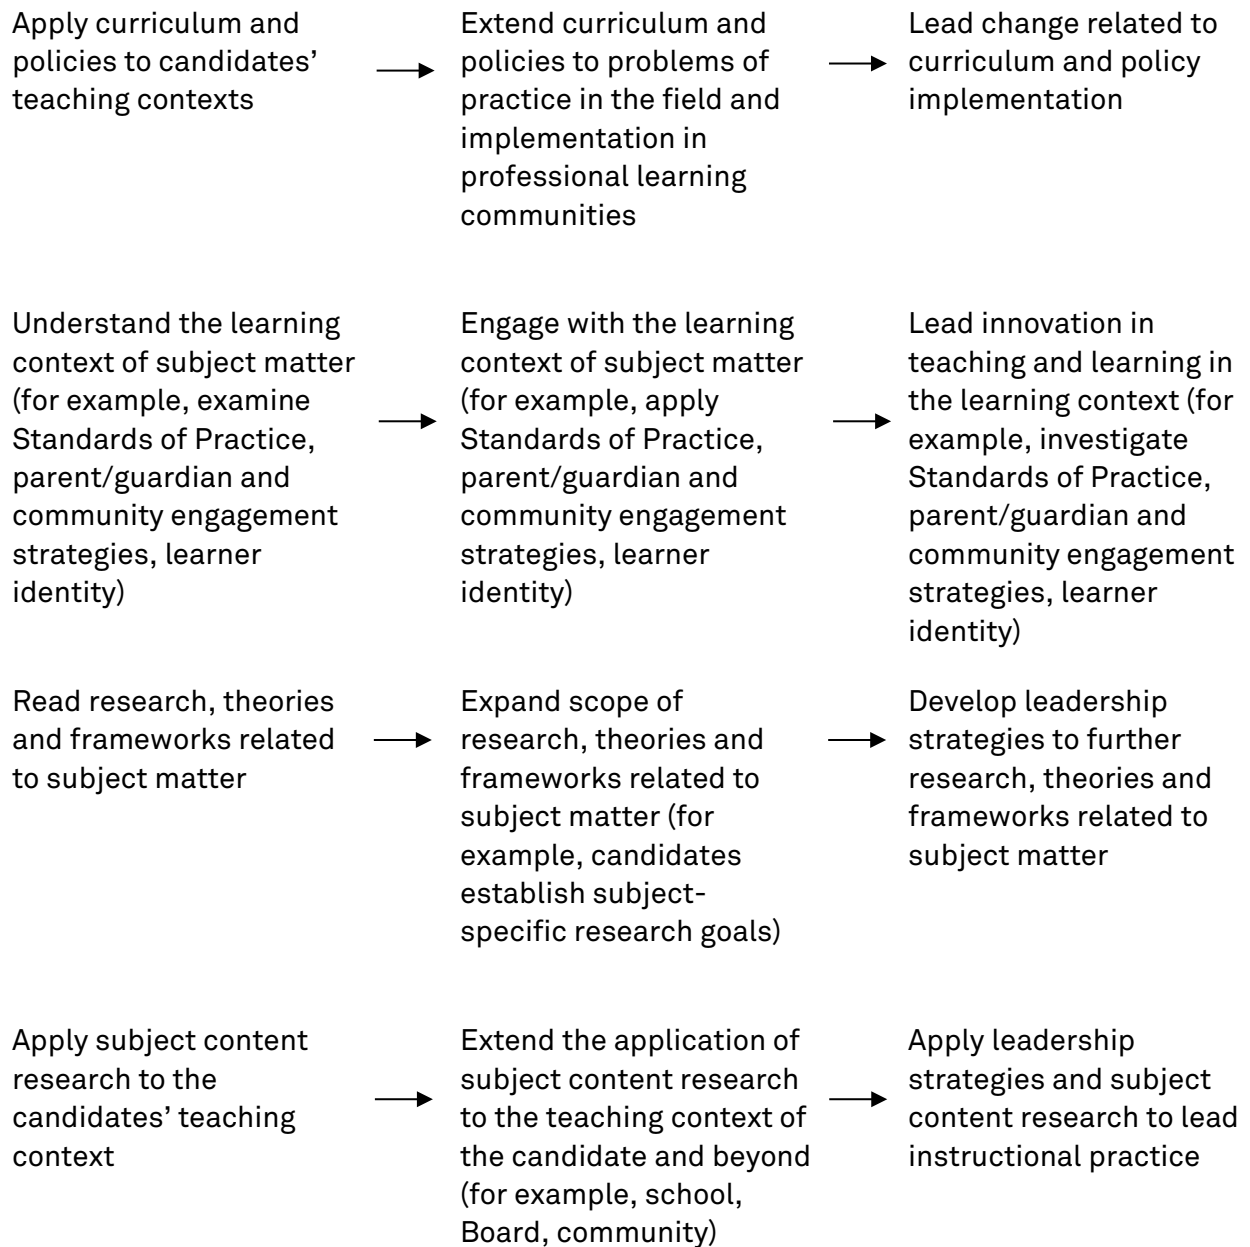 Apply curriculum and
policies to candidates’
teaching contexts
Extend curriculum and
policies to problems of
practice in the field and
implementation in
professional learning
communities
Lead change related to
curriculum and policy
implementation
Understand the learning
context of subject matter
(for example, examine
Standards of Practice,
parent/guardian and
community engagement
strategies, learner
identity)
Engage with the learning
context of subject matter
(for example, apply
Standards of Practice,
parent/guardian and
community engagement
strategies, learner
identity)
Lead innovation in
teaching and learning in
the learning context (for
example, investigate
Standards of Practice,
parent/guardian and
community engagement
strategies, learner
identity)
Read research, theories
and frameworks related
to subject matter
Expand scope of
research, theories and
frameworks related to
subject matter (for
example, candidates
establish subject-
specific research goals)
Develop leadership
strategies to further
research, theories and
frameworks related to
subject matter
Apply subject content
research to the
candidates’ teaching
context
Extend the application of
subject content research
to the teaching context of
the candidate and beyond
(for example, school,
Board, community)
Apply leadership
strategies and subject
content research to lead
instructional practice